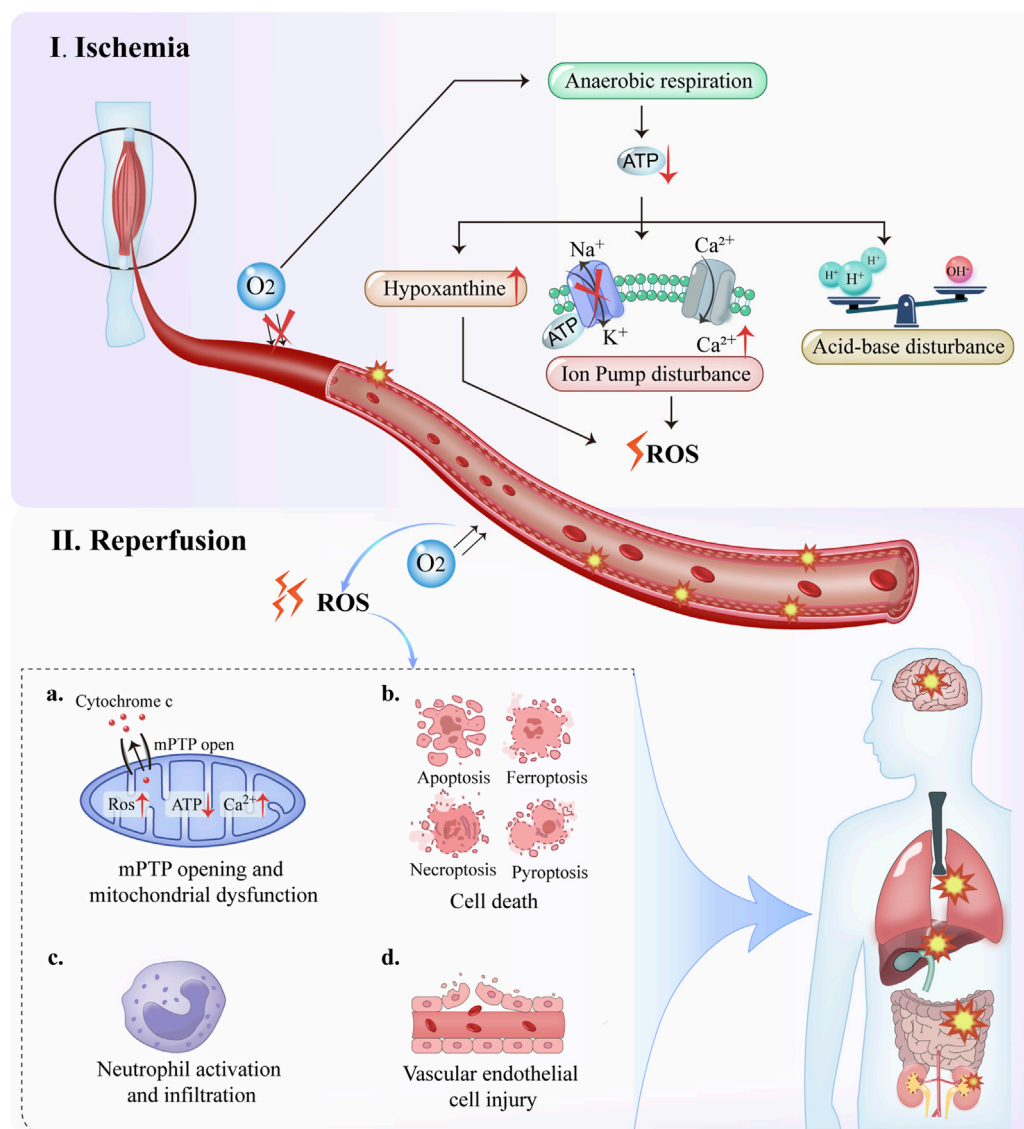 I. Ischemia
Anaerobic respiration
ATP
O2
Hypoxanthine
Na⁺
ATP
K⁺
Ca²⁺
Ca²⁺
Ion Pump disturbance
H⁺
H⁺
H⁺
OH⁻
Acid-base disturbance
ROS
II. Reperfusion
O2
ROS
a.
Cytochrome c
mPTP open
Ros
ATP
Ca²⁺
mPTP opening and
mitochondrial dysfunction
b.
Apoptosis
Ferroptosis
Necroptosis
Pyroptosis
Cell death
c.
Neutrophil activation
and infiltration
d.
Vascular endothelial
cell injury